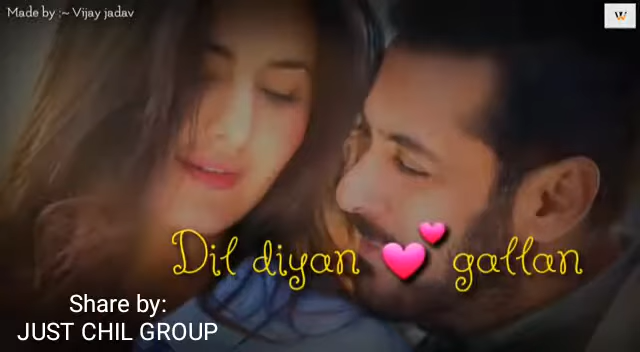 Made by :~ Vijay jadav
W
Dil diyan 💕 gallan
Share by:
JUST CHIL GROUP